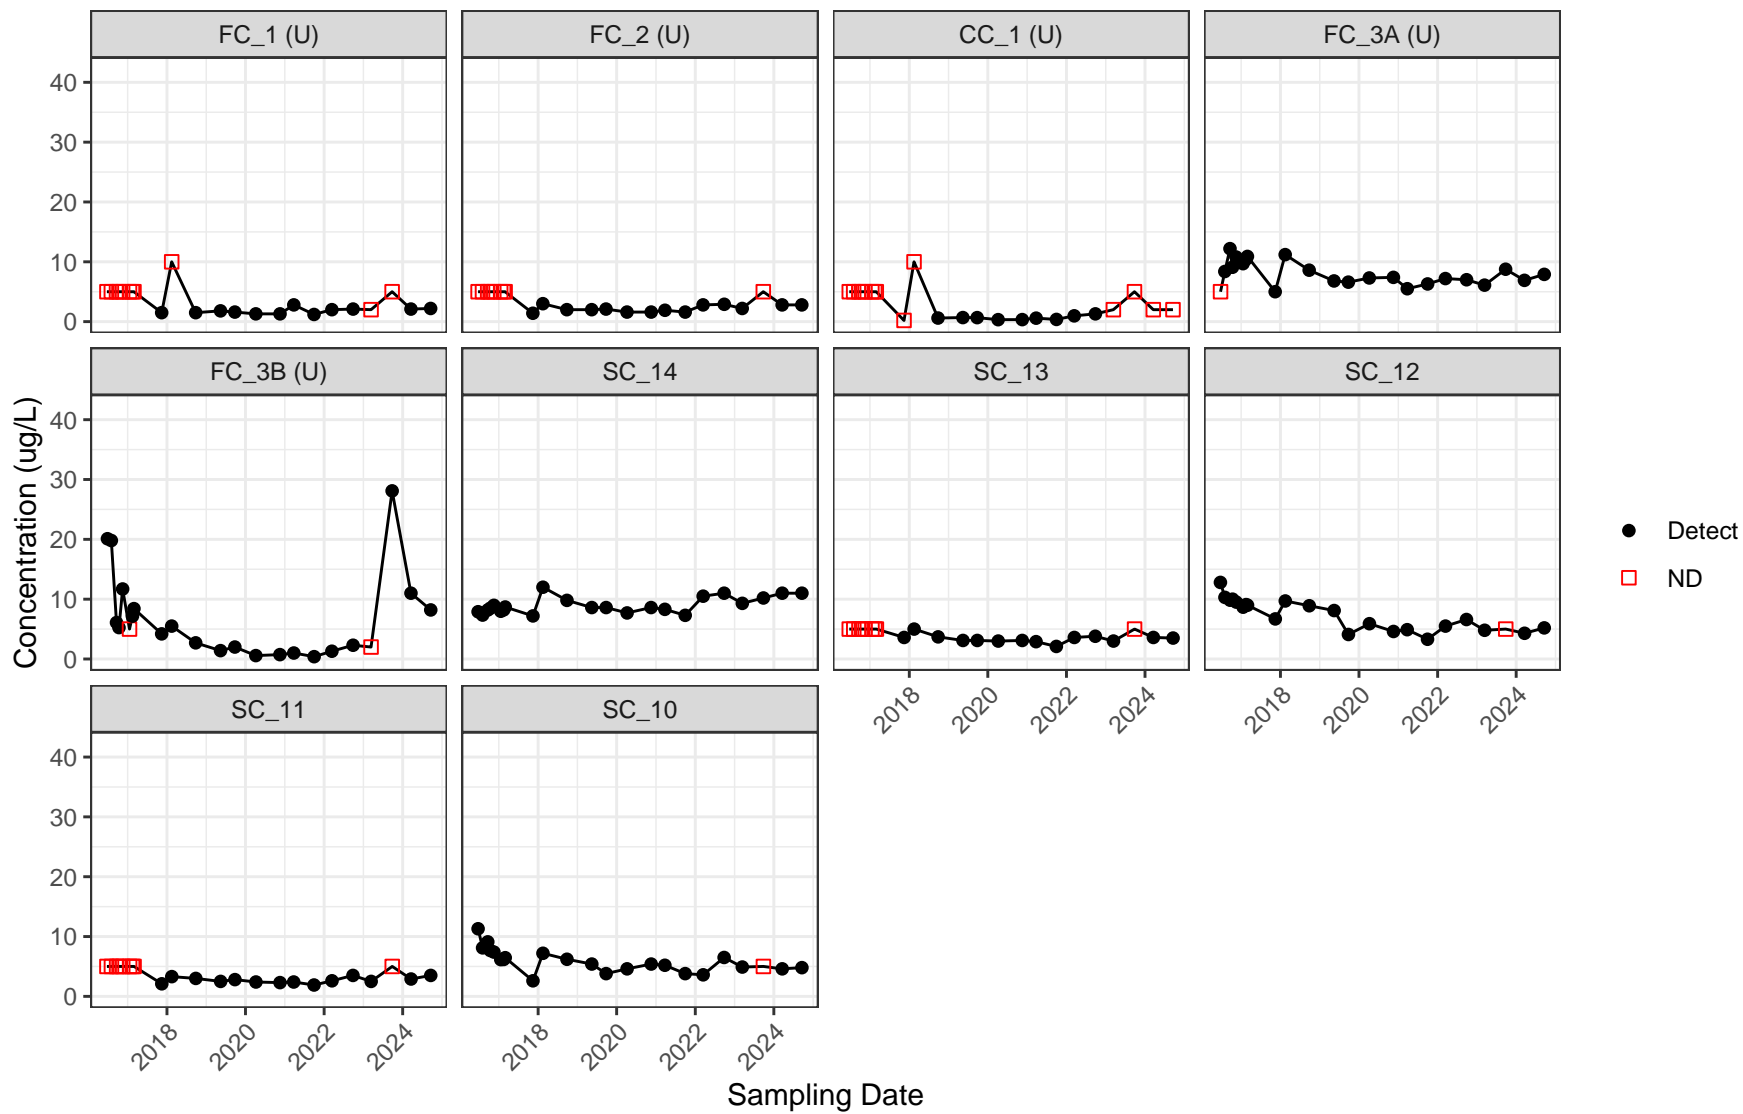 FC_1 (U)
FC_2 (U)
CC_1 (U)
FC_3A (U)
40
30
20
10
0
FC_3B (U)
SC_14
SC_13
SC_12
40
30
20
10
0
2018
2020
2022
2024
2018
2020
2022
2024
SC_11
SC_10
40
30
20
10
0
2018
2020
2022
2024
2018
2020
2022
2024
Concentration (ug/L)
Sampling Date
Detect
ND